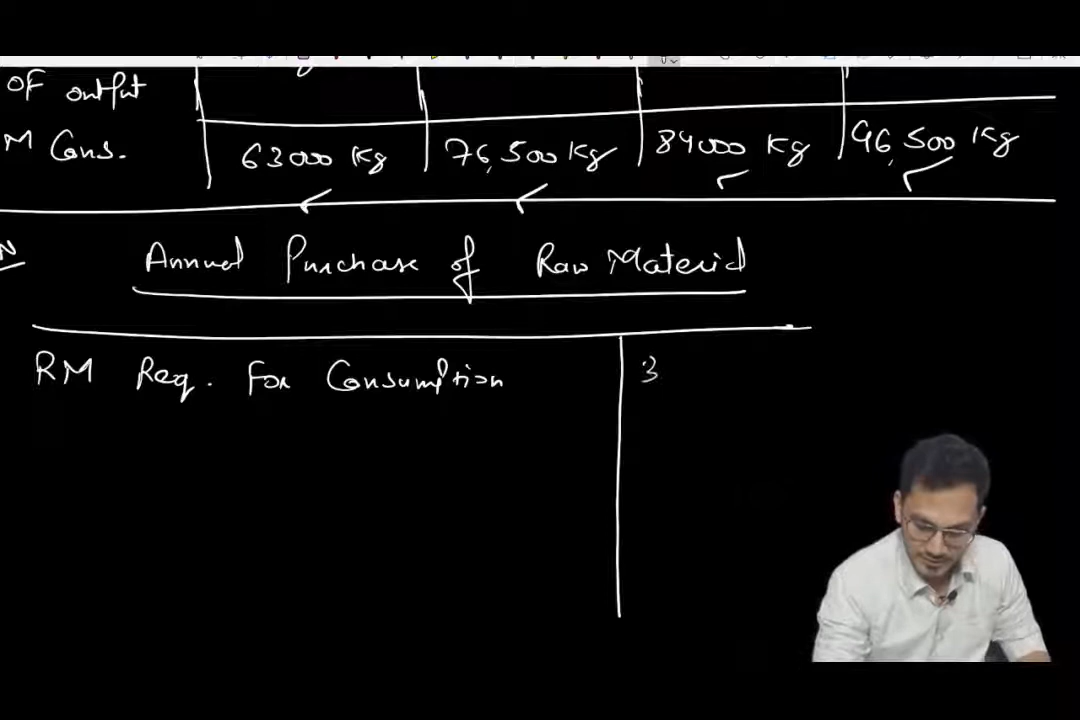 OF output
M Cons. 63000 Kg 76,500 Kg 84000 Kg 96,500 Kg
N
Annual Purchase of Raw Material
RM Req. For Consumption 3